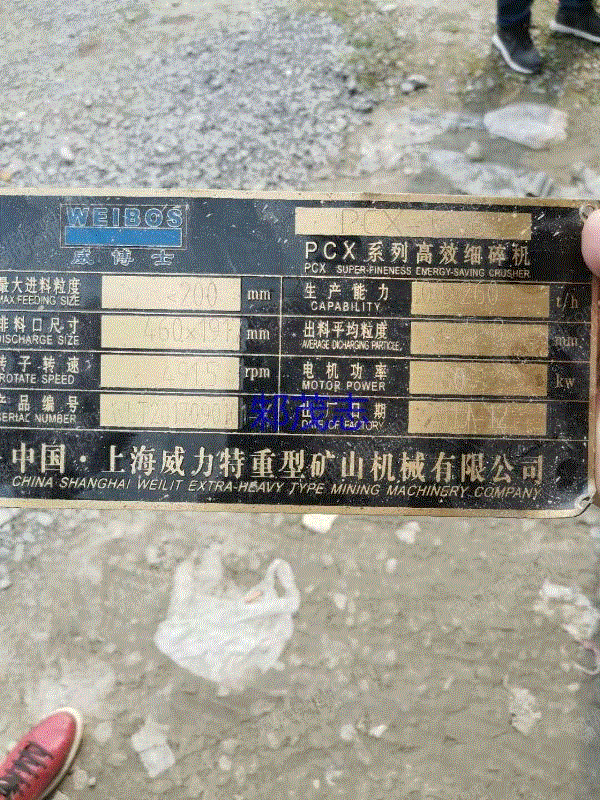 WEIBOS
威博士
PCX系列高效细碎机
PCX SUPER-FINENESS ENERGY-SAVING CRUSHER
最大进料粒度 <200 mm
MAX FEEDING SIZE
生产能力 t/h
CAPABILITY
排料口尺寸 mm
DISCHARGE SIZE
出料平均粒度 mm
AVERAGE DICHARGING PARTICLE
转子转速 rpm
ROTATE SPEED
电机功率 kw
MOTOR POWER
产品编号
SERIAL NUMBER
出厂日期
DATE OF FACTORY
中国·上海威力特重型矿山机械有限公司
CHINA SHANGHAI WEILIT EXTRA-HEAVY TYPE MINING MACHINERY COMPANY